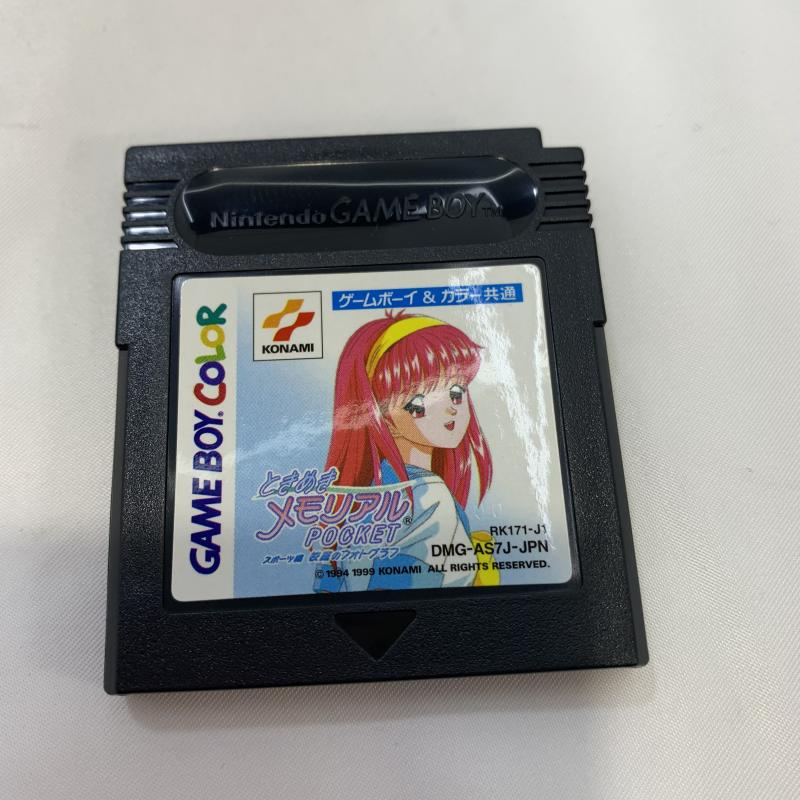 Nintendo GAME BOY TM
GAME BOY COLOR
KONAMI
ゲームボーイ & カラー共通
ときめき
メモリアル®
POCKET
スポーツ編 校庭のフォトグラフ
RK171-J1
DMG-AS7J-JPN
© 1994 1999 KONAMI ALL RIGHTS RESERVED.